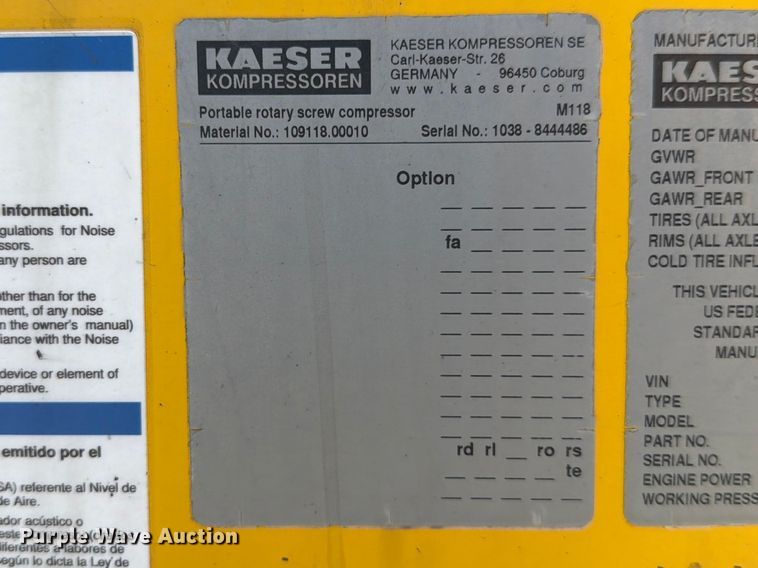 information.
egulations for Noise
ssors.
any person are
other than for the
ment, of any noise
n the owner's manual)
liance with the Noise
device or element of
perative.
emitido por el
SA) referente al Nivel de
de Aire.
ador acústico o
diferentes a labores de
según lo dicta la Ley de
KAESER
KOMPRESSOREN
KAESER KOMPRESSOREN SE
Carl-Kaeser-Str. 26
GERMANY - 96450 Coburg
www.kaeser.com
Portable rotary screw compressor M118
Material No.: 109118.00010 Serial No.: 1038 - 8444486
Option
fa
rd rl __ ro rs
te
MANUFACTURE
KAES
KOMPRESS
DATE OF MANU
GVWR
GAWR_FRONT
GAWR_REAR
TIRES (ALL AXL
RIMS (ALL AXLE
COLD TIRE INFL
THIS VEHICL
US FEDE
STANDAR
MANU
VIN
TYPE
MODEL
PART NO.
SERIAL NO.
ENGINE POWER
WORKING PRESS
Purple Wave Auction